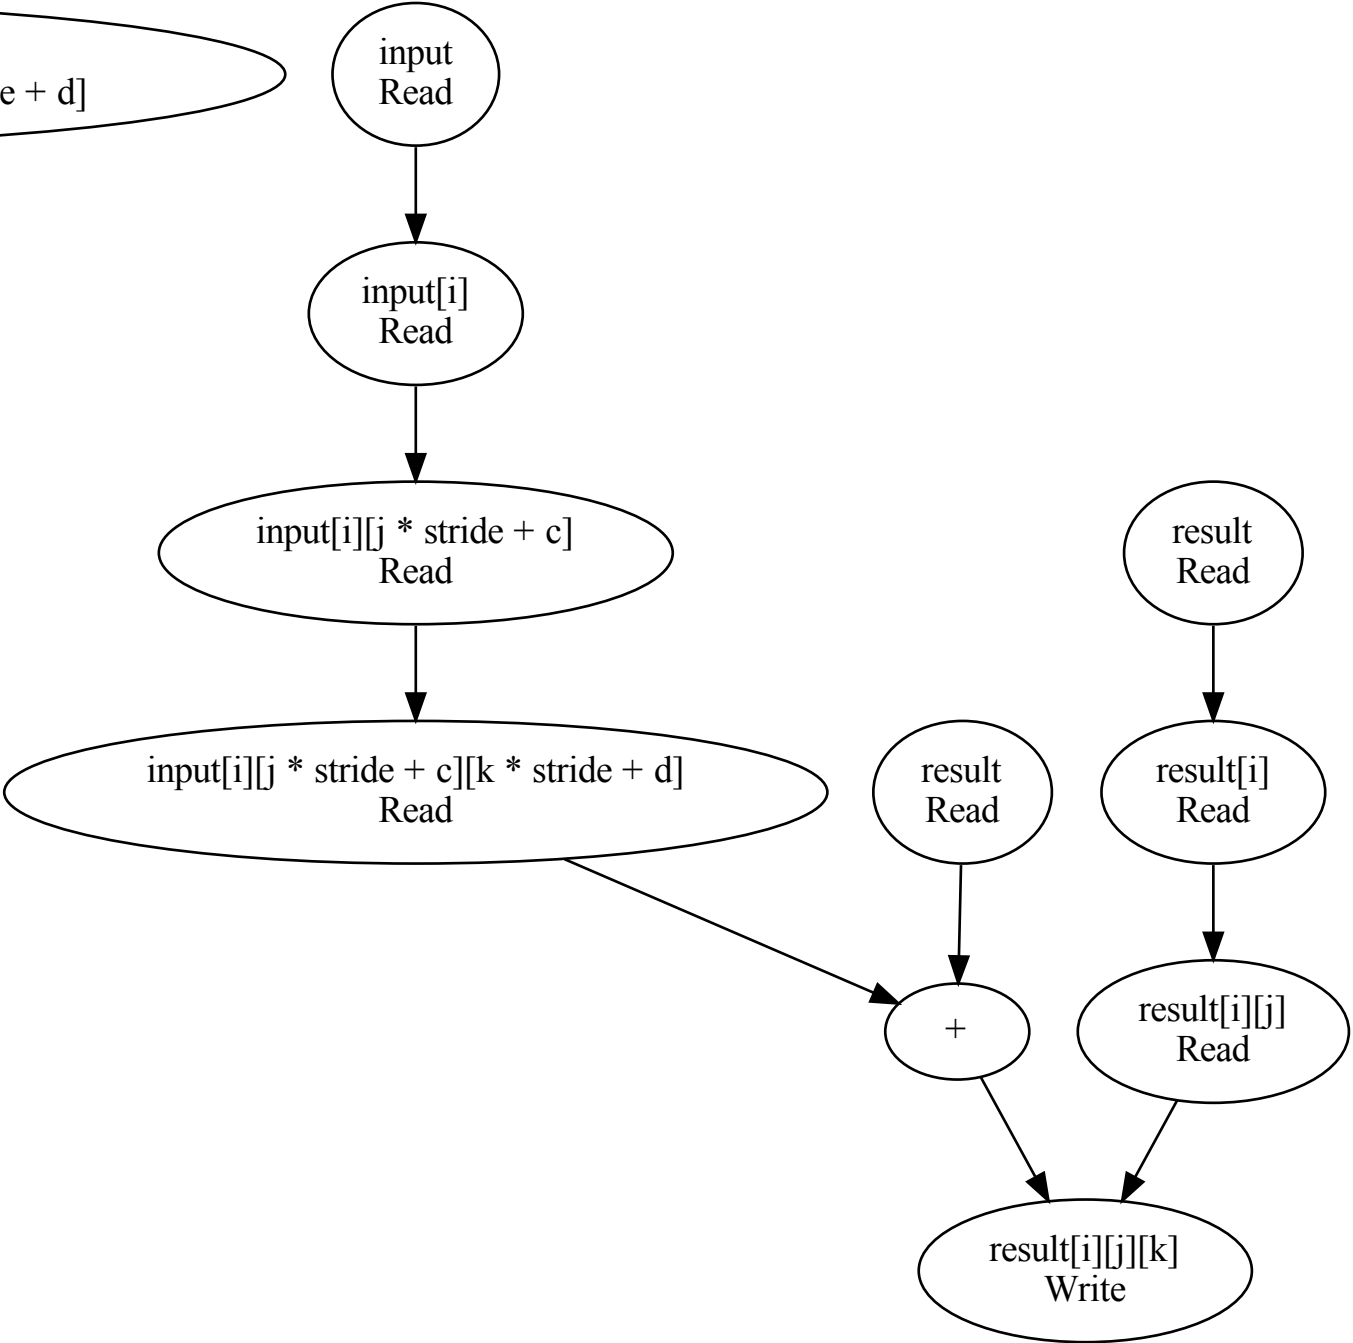 e + d]
input
Read
input[i]
Read
input[i][j * stride + c]
Read
result
Read
input[i][j * stride + c][k * stride + d]
Read
result
Read
result[i]
Read
+
result[i][j]
Read
result[i][j][k]
Write